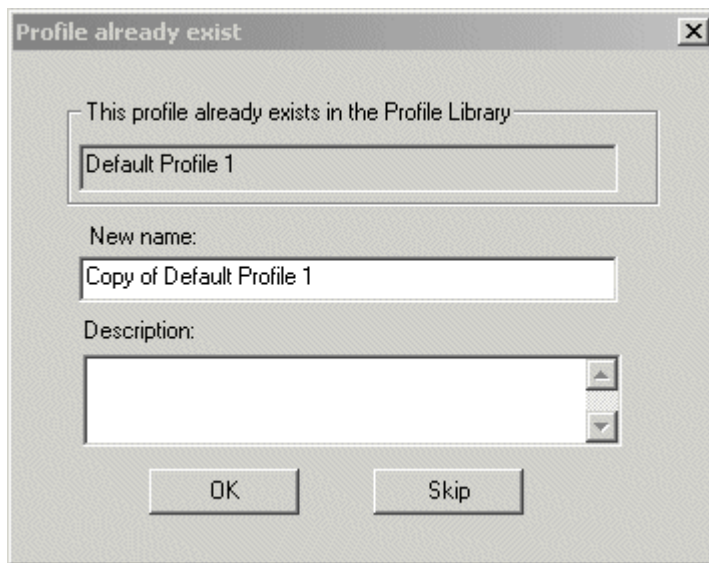 Profile already exist
This profile already exists in the Profile Library
Default Profile 1
New name:
Copy of Default Profile 1
Description:
OK
Skip